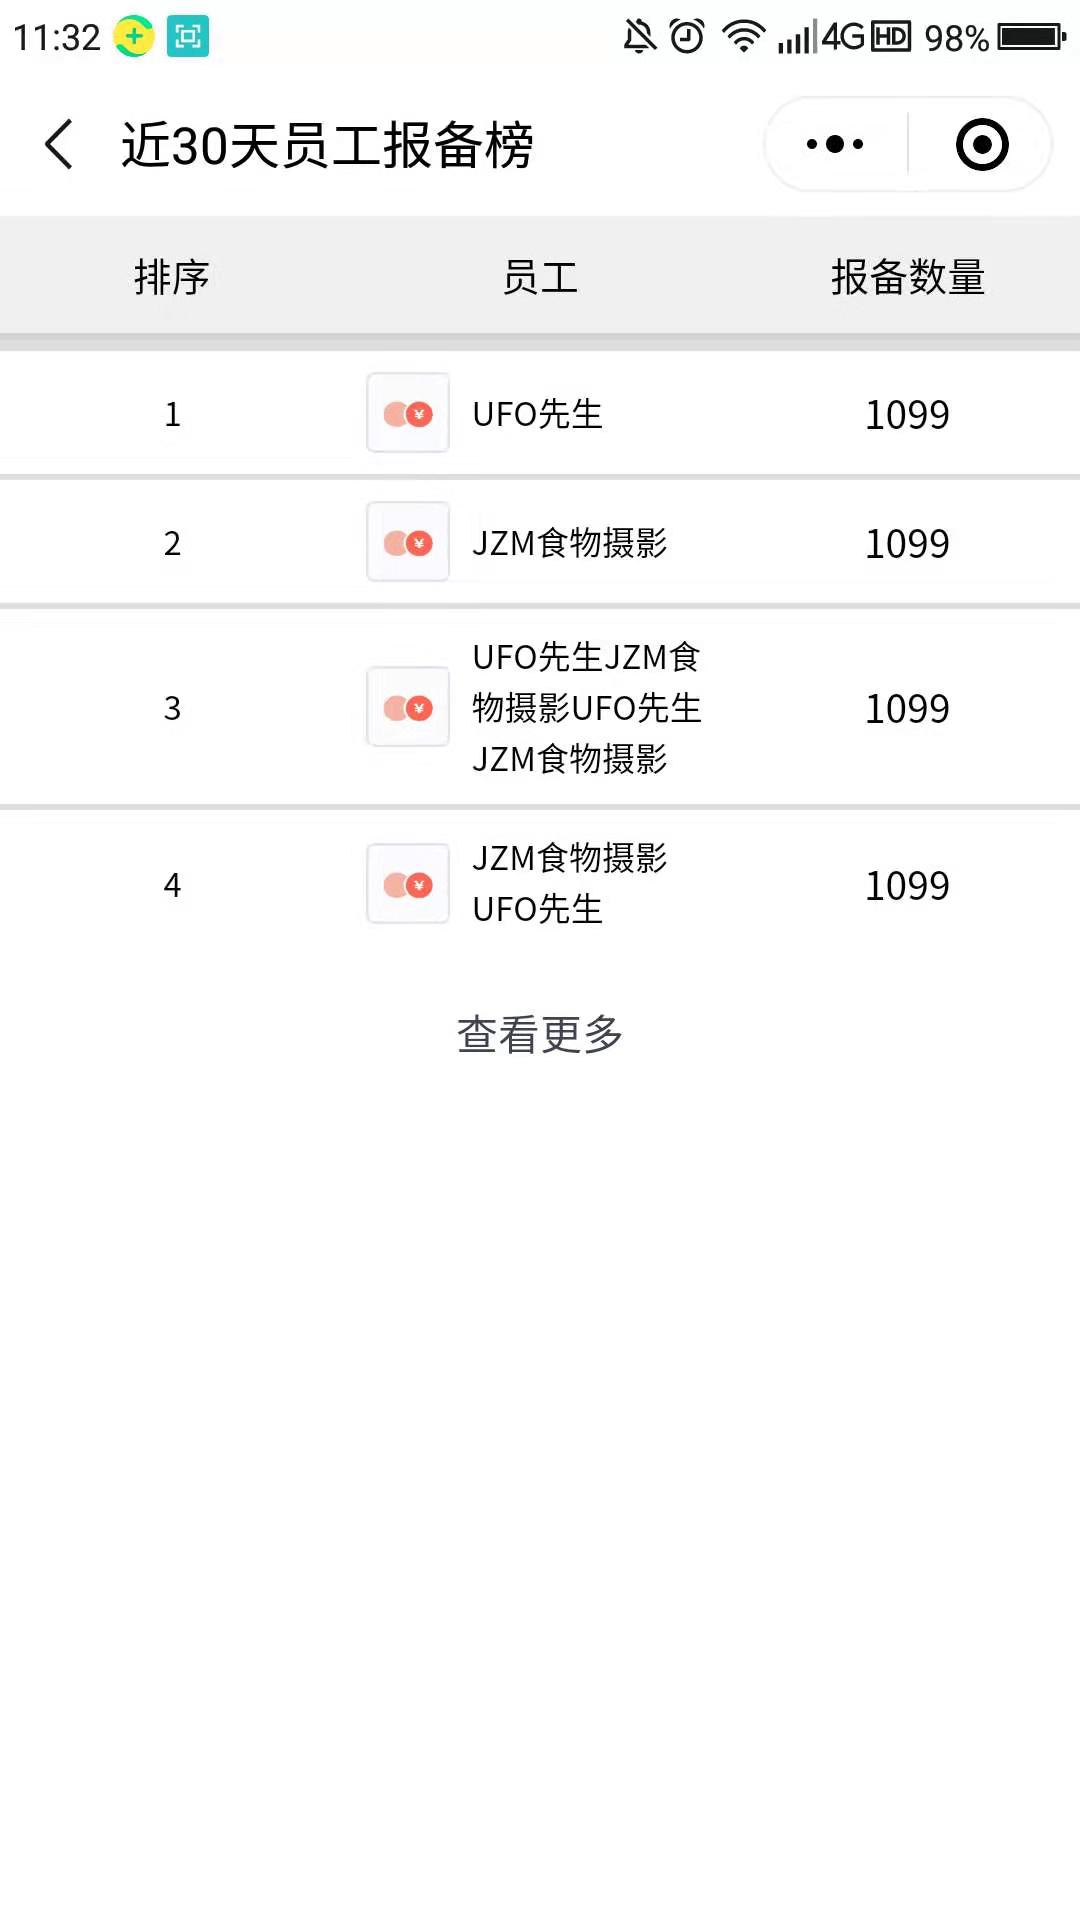 11:32 4G HD 98%
近30天员工报备榜
排序 员工 报备数量
1 ¥ UFO先生 1099
2 ¥ JZM食物摄影 1099
UFO先生JZM食
3 ¥ 物摄影UFO先生 1099
JZM食物摄影
JZM食物摄影
4 ¥ 1099
UFO先生
查看更多